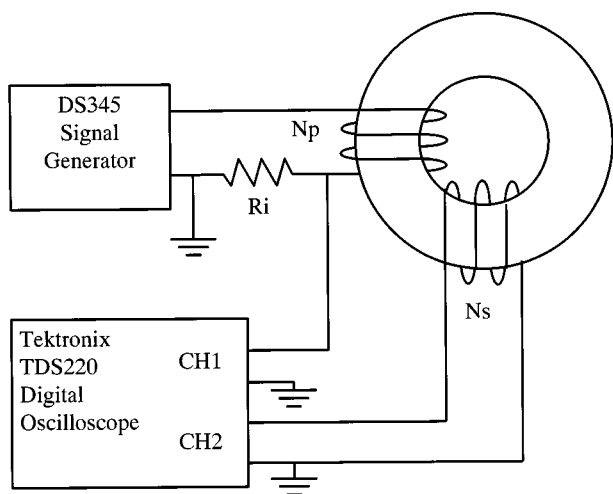 DS345
Signal
Generator
Np
Ri
Ns
Tektronix
TDS220
Digital
Oscilloscope
CH1
CH2